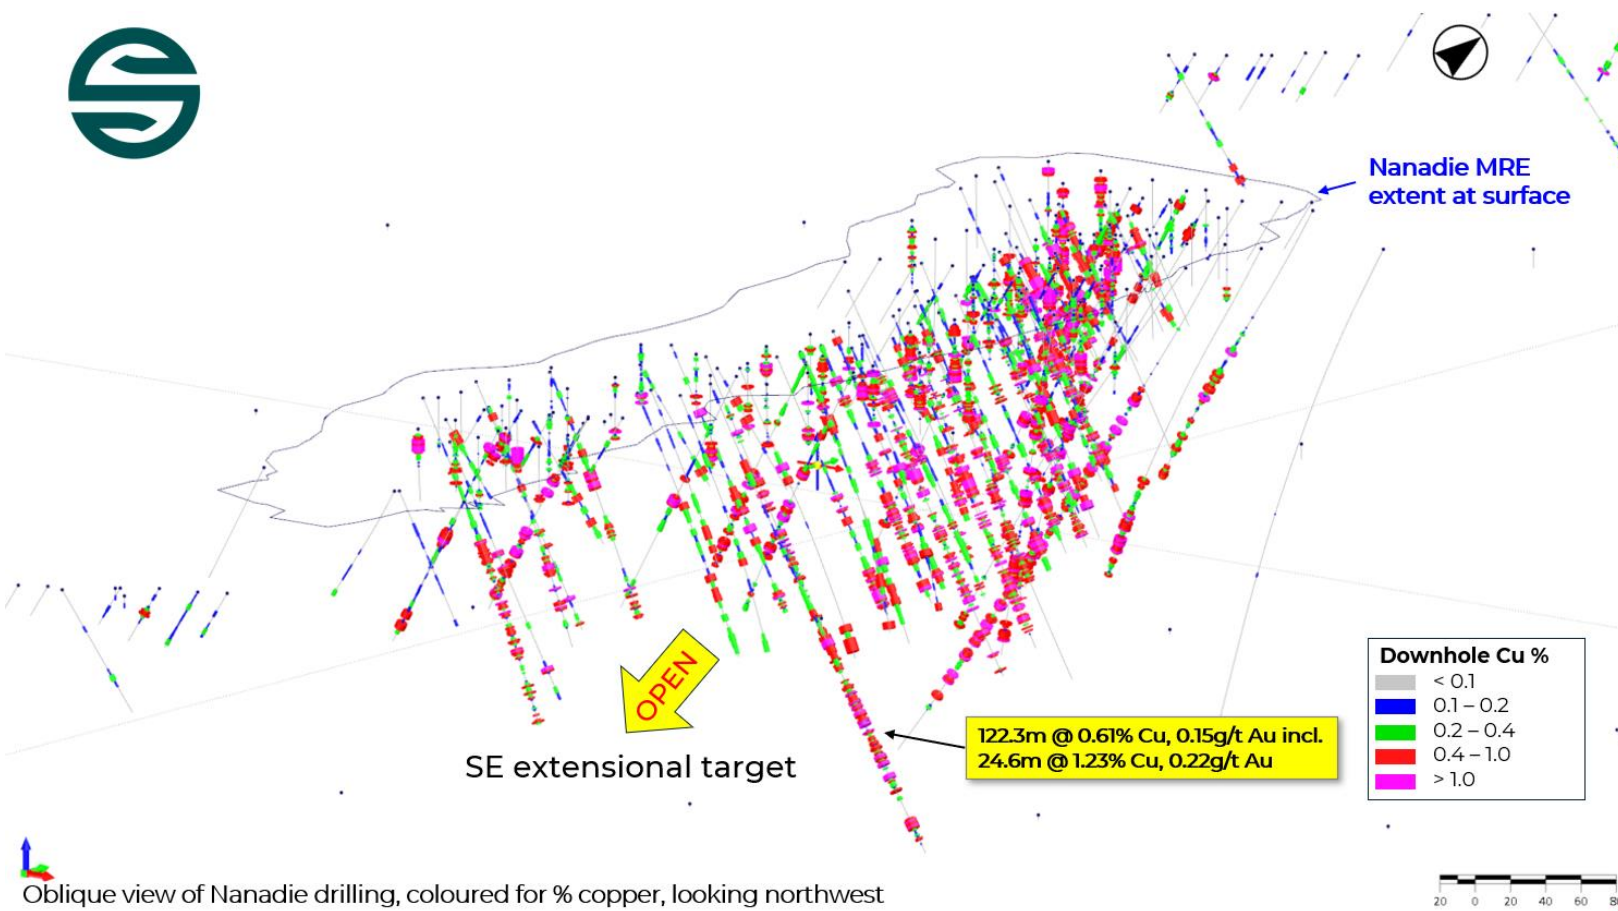 Nanadie MRE
extent at surface
OPEN
SE extensional target
122.3m @ 0.61% Cu, 0.15g/t Au incl.
24.6m @ 1.23% Cu, 0.22g/t Au
Downhole Cu %
< 0.1
0.1 – 0.2
0.2 – 0.4
0.4 – 1.0
> 1.0
Oblique view of Nanadie drilling, coloured for % copper, looking northwest
20 0 20 40 60